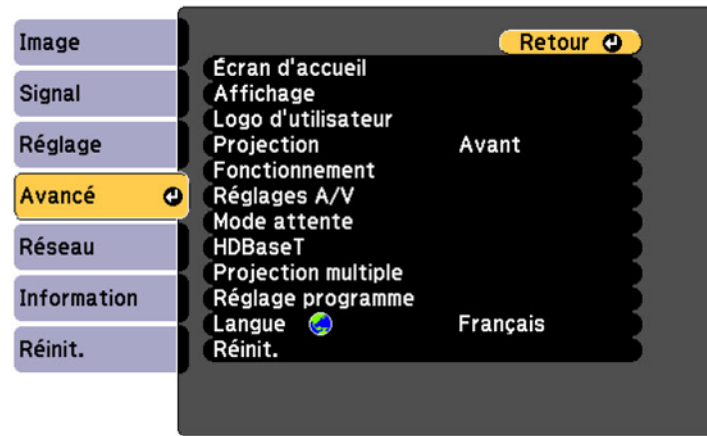 Image
Signal
Réglage
Avancé
Réseau
Information
Réinit.
Retour
Écran d'accueil
Affichage
Logo d'utilisateur
Projection Avant
Fonctionnement
Réglages A/V
Mode attente
HDBaseT
Projection multiple
Réglage programme
Langue Français
Réinit.